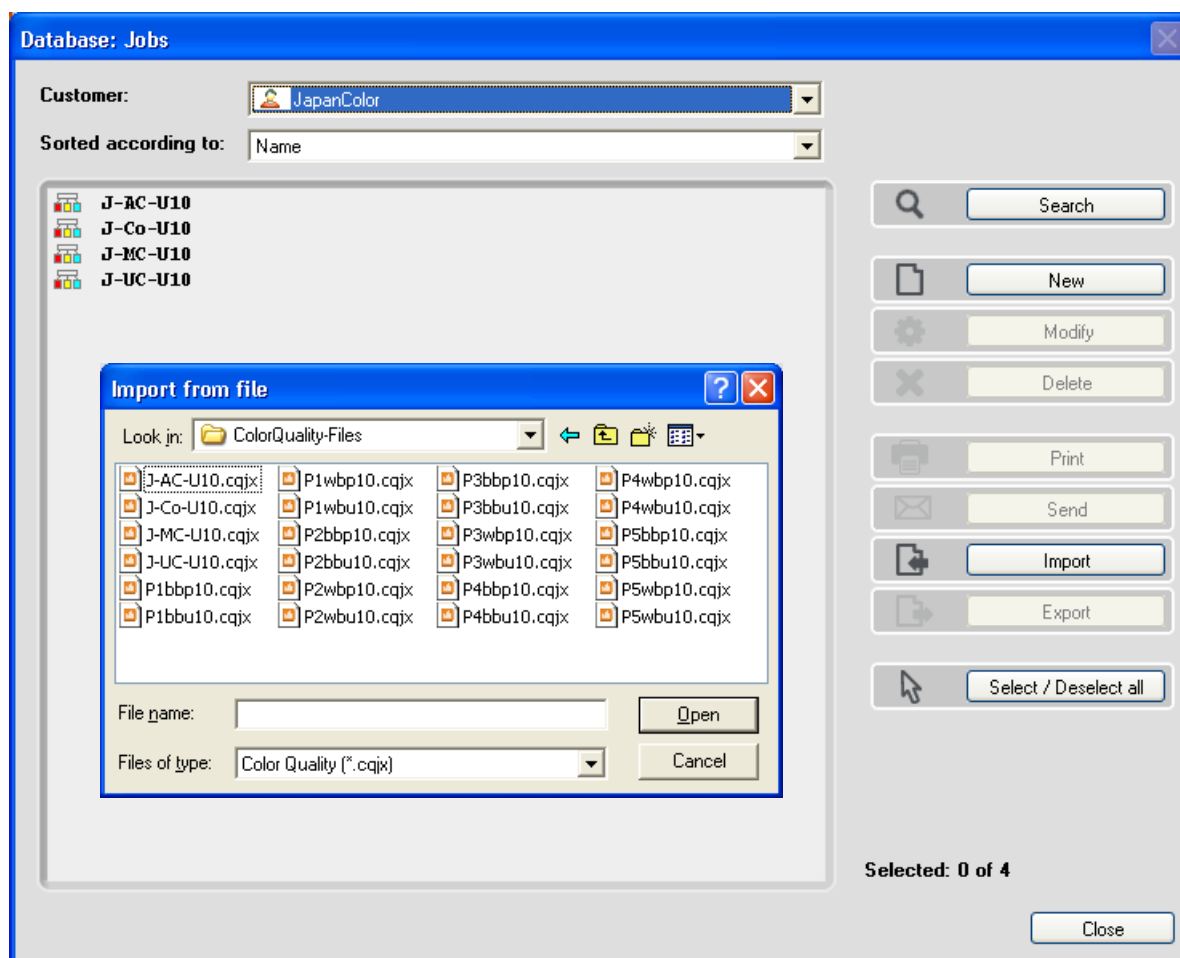 Database: Jobs
Customer: JapanColor
Sorted according to: Name
J-AC-U10
J-Co-U10
J-MC-U10
J-UC-U10
Search
New
Modify
Delete
Print
Send
Import
Export
Select / Deselect all
Import from file
Look in: ColorQuality-Files
J-AC-U10.cqjx P1wbp10.cqjx P3bbp10.cqjx P4wbp10.cqjx
J-Co-U10.cqjx P1wbu10.cqjx P3bbu10.cqjx P4wbu10.cqjx
J-MC-U10.cqjx P2bbp10.cqjx P3wbp10.cqjx P5bbp10.cqjx
J-UC-U10.cqjx P2bbu10.cqjx P3wbu10.cqjx P5bbu10.cqjx
P1bbp10.cqjx P2wbp10.cqjx P4bbp10.cqjx P5wbp10.cqjx
P1bbu10.cqjx P2wbu10.cqjx P4bbu10.cqjx P5wbu10.cqjx
File name: Open
Files of type: Color Quality (*.cqjx) Cancel
Selected: 0 of 4
Close